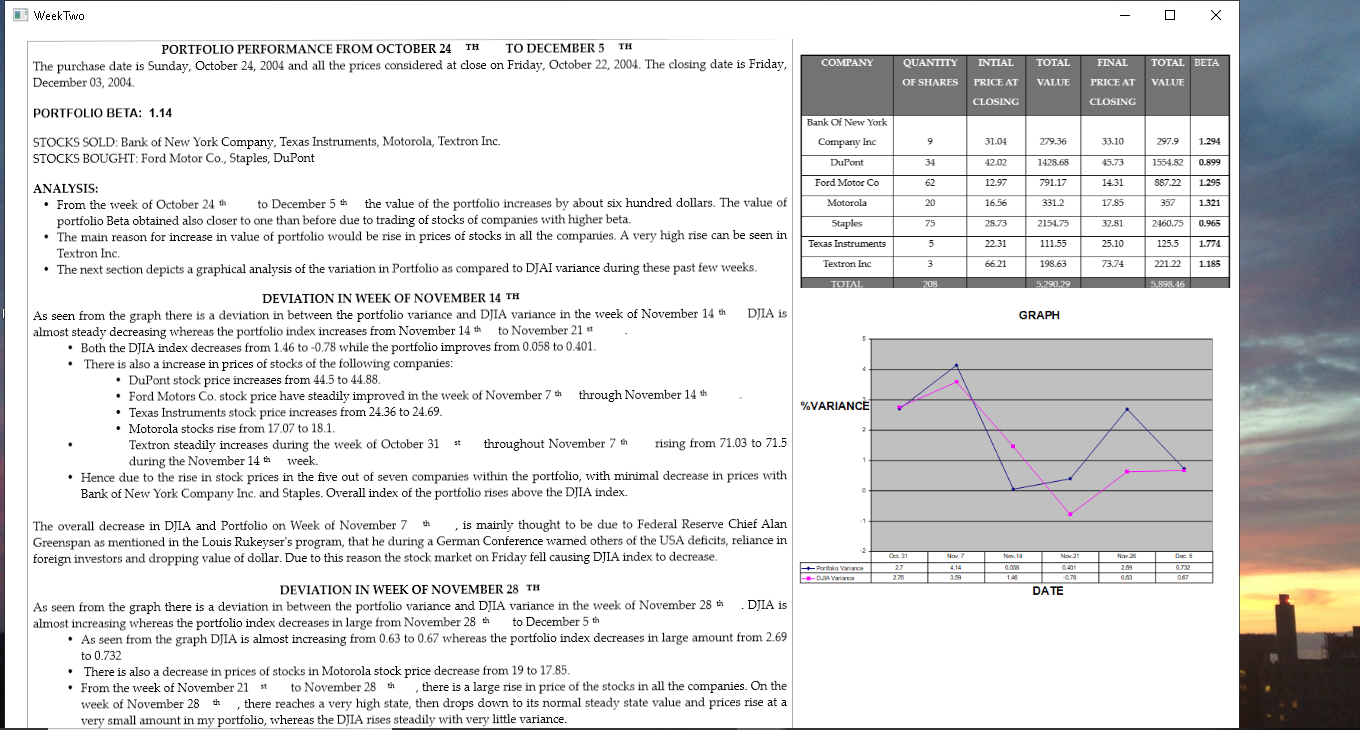 WeekTwo
PORTFOLIO PERFORMANCE FROM OCTOBER 24 TH TO DECEMBER 5 TH
The purchase date is Sunday, October 24, 2004 and all the prices considered at close on Friday, October 22, 2004. The closing date is Friday,
December 03, 2004.
PORTFOLIO BETA: 1.14
STOCKS SOLD: Bank of New York Company, Texas Instruments, Motorola, Textron Inc.
STOCKS BOUGHT: Ford Motor Co., Staples, DuPont
ANALYSIS:
• From the week of October 24 th to December 5 th the value of the portfolio increases by about six hundred dollars. The value of
portfolio Beta obtained also closer to one than before due to trading of stocks of companies with higher beta.
• The main reason for increase in value of portfolio would be rise in prices of stocks in all the companies. A very high rise can be seen in
Textron Inc.
• The next section depicts a graphical analysis of the variation in Portfolio as compared to DJAI variance during these past few weeks.
DEVIATION IN WEEK OF NOVEMBER 14 TH
As seen from the graph there is a deviation in between the portfolio variance and DJIA variance in the week of November 14 th DJIA is
almost steady decreasing whereas the portfolio index increases from November 14 th to November 21 st .
• Both the DJIA index decreases from 1.46 to -0.78 while the portfolio improves from 0.058 to 0.401.
• There is also a increase in prices of stocks of the following companies:
• DuPont stock price increases from 44.5 to 44.88.
• Ford Motors Co. stock price have steadily improved in the week of November 7 th through November 14 th .
• Texas Instruments stock price increases from 24.36 to 24.69.
• Motorola stocks rise from 17.07 to 18.1.
• Textron steadily increases during the week of October 31 st throughout November 7 th rising from 71.03 to 71.5
during the November 14 th week.
• Hence due to the rise in stock prices in the five out of seven companies within the portfolio, with minimal decrease in prices with
Bank of New York Company Inc. and Staples. Overall index of the portfolio rises above the DJIA index.
The overall decrease in DJIA and Portfolio on Week of November 7 th , is mainly thought to be due to Federal Reserve Chief Alan
Greenspan as mentioned in the Louis Rukeyser's program, that he during a German Conference warned others of the USA deficits, reliance in
foreign investors and dropping value of dollar. Due to this reason the stock market on Friday fell causing DJIA index to decrease.
DEVIATION IN WEEK OF NOVEMBER 28 TH
As seen from the graph there is a deviation in between the portfolio variance and DJIA variance in the week of November 28 th . DJIA is
almost increasing whereas the portfolio index decreases in large from November 28 th to December 5 th
• As seen from the graph DJIA is almost increasing from 0.63 to 0.67 whereas the portfolio index decreases in large amount from 2.69
to 0.732
• There is also a decrease in prices of stocks in Motorola stock price decrease from 19 to 17.85.
• From the week of November 21 st to November 28 th , there is a large rise in price of the stocks in all the companies. On the
week of November 28 th , there reaches a very high state, then drops down to its normal steady state value and prices rise at a
very small amount in my portfolio, whereas the DJIA rises steadily with very little variance.
COMPANY QUANTITY INTIAL TOTAL FINAL TOTAL BETA
OF SHARES PRICE AT VALUE PRICE AT VALUE
CLOSING CLOSING
Bank Of New York
Company Inc 9 31.04 279.36 33.10 297.9 1.294
DuPont 34 42.02 1428.68 45.73 1554.82 0.899
Ford Motor Co 62 12.97 791.17 14.31 887.22 1.295
Motorola 20 16.56 331.2 17.85 357 1.321
Staples 75 28.73 2154.75 32.81 2460.75 0.965
Texas Instruments 5 22.31 111.55 25.10 125.5 1.774
Textron Inc 3 66.21 198.63 73.74 221.22 1.185
TOTAL 208 5,290.29 5,898.46
GRAPH
%VARIANCE
5
4
3
2
1
0
-1
-2
Oct. 31 Nov. 7 Nov.14 Nov.21 Nov.28 Dec. 5
Portfolio Variance 2.7 4.14 0.058 0.401 2.69 0.732
DJIA Variance 2.76 3.59 1.46 -0.78 0.63 0.67
DATE